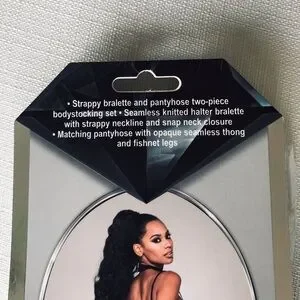 • Strappy bralette and pantyhose two-piece
bodystocking set • Seamless knitted halter bralette
with strappy neckline and snap neck closure
• Matching pantyhose with opaque seamless thong
and fishnet legs